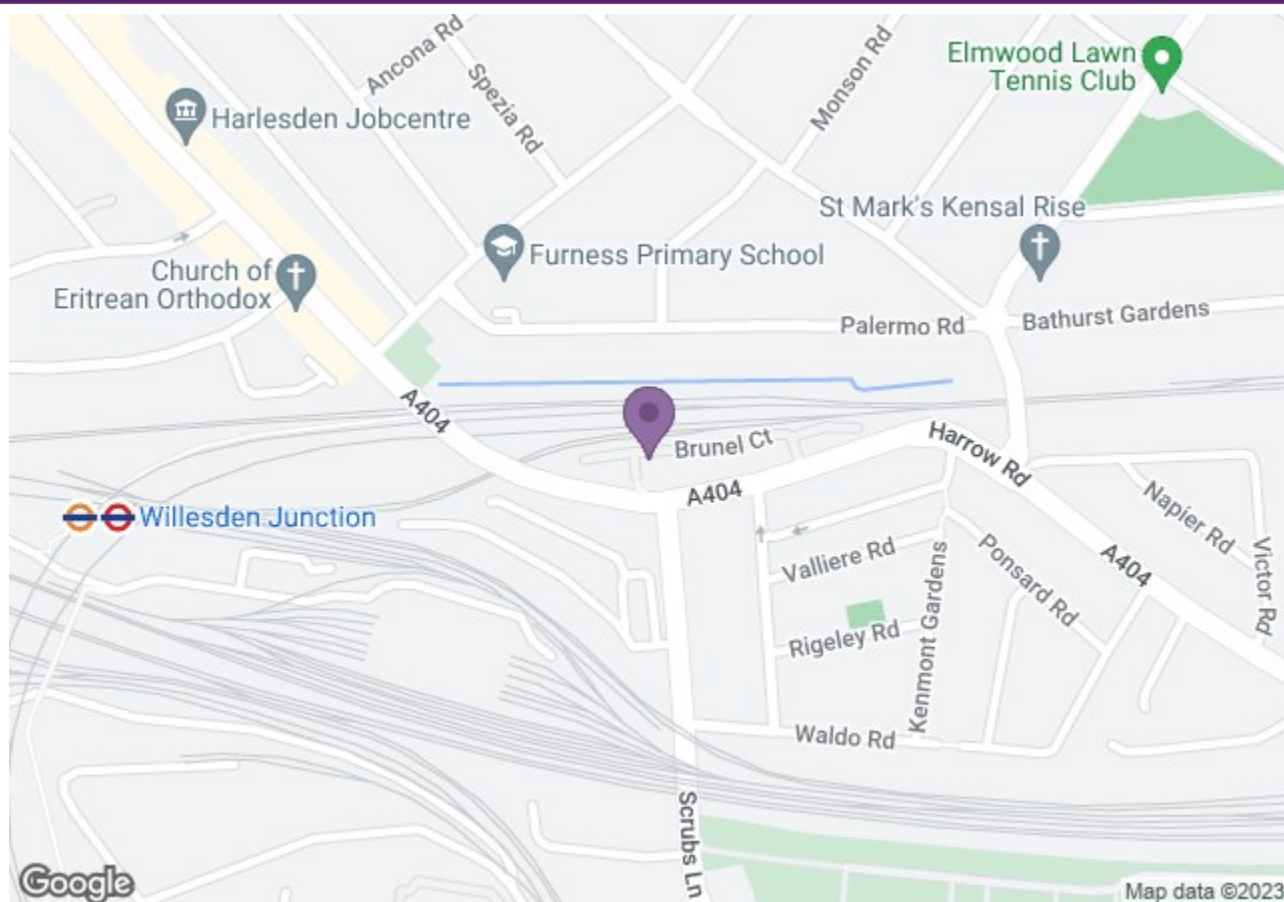 Ancona Rd
Spezia Rd
Monson Rd
Elmwood Lawn
Tennis Club
Harlesden Jobcentre
St Mark's Kensal Rise
Furness Primary School
Church of
Eritrean Orthodox
Palermo Rd
Bathurst Gardens
A404
Brunel Ct
Harrow Rd
A404
Willesden Junction
Napier Rd
Victor Rd
Valliere Rd
Ponsard Rd
A404
Kenmont Gardens
Rigeley Rd
Waldo Rd
Scrubs Ln
Google
Map data ©2023